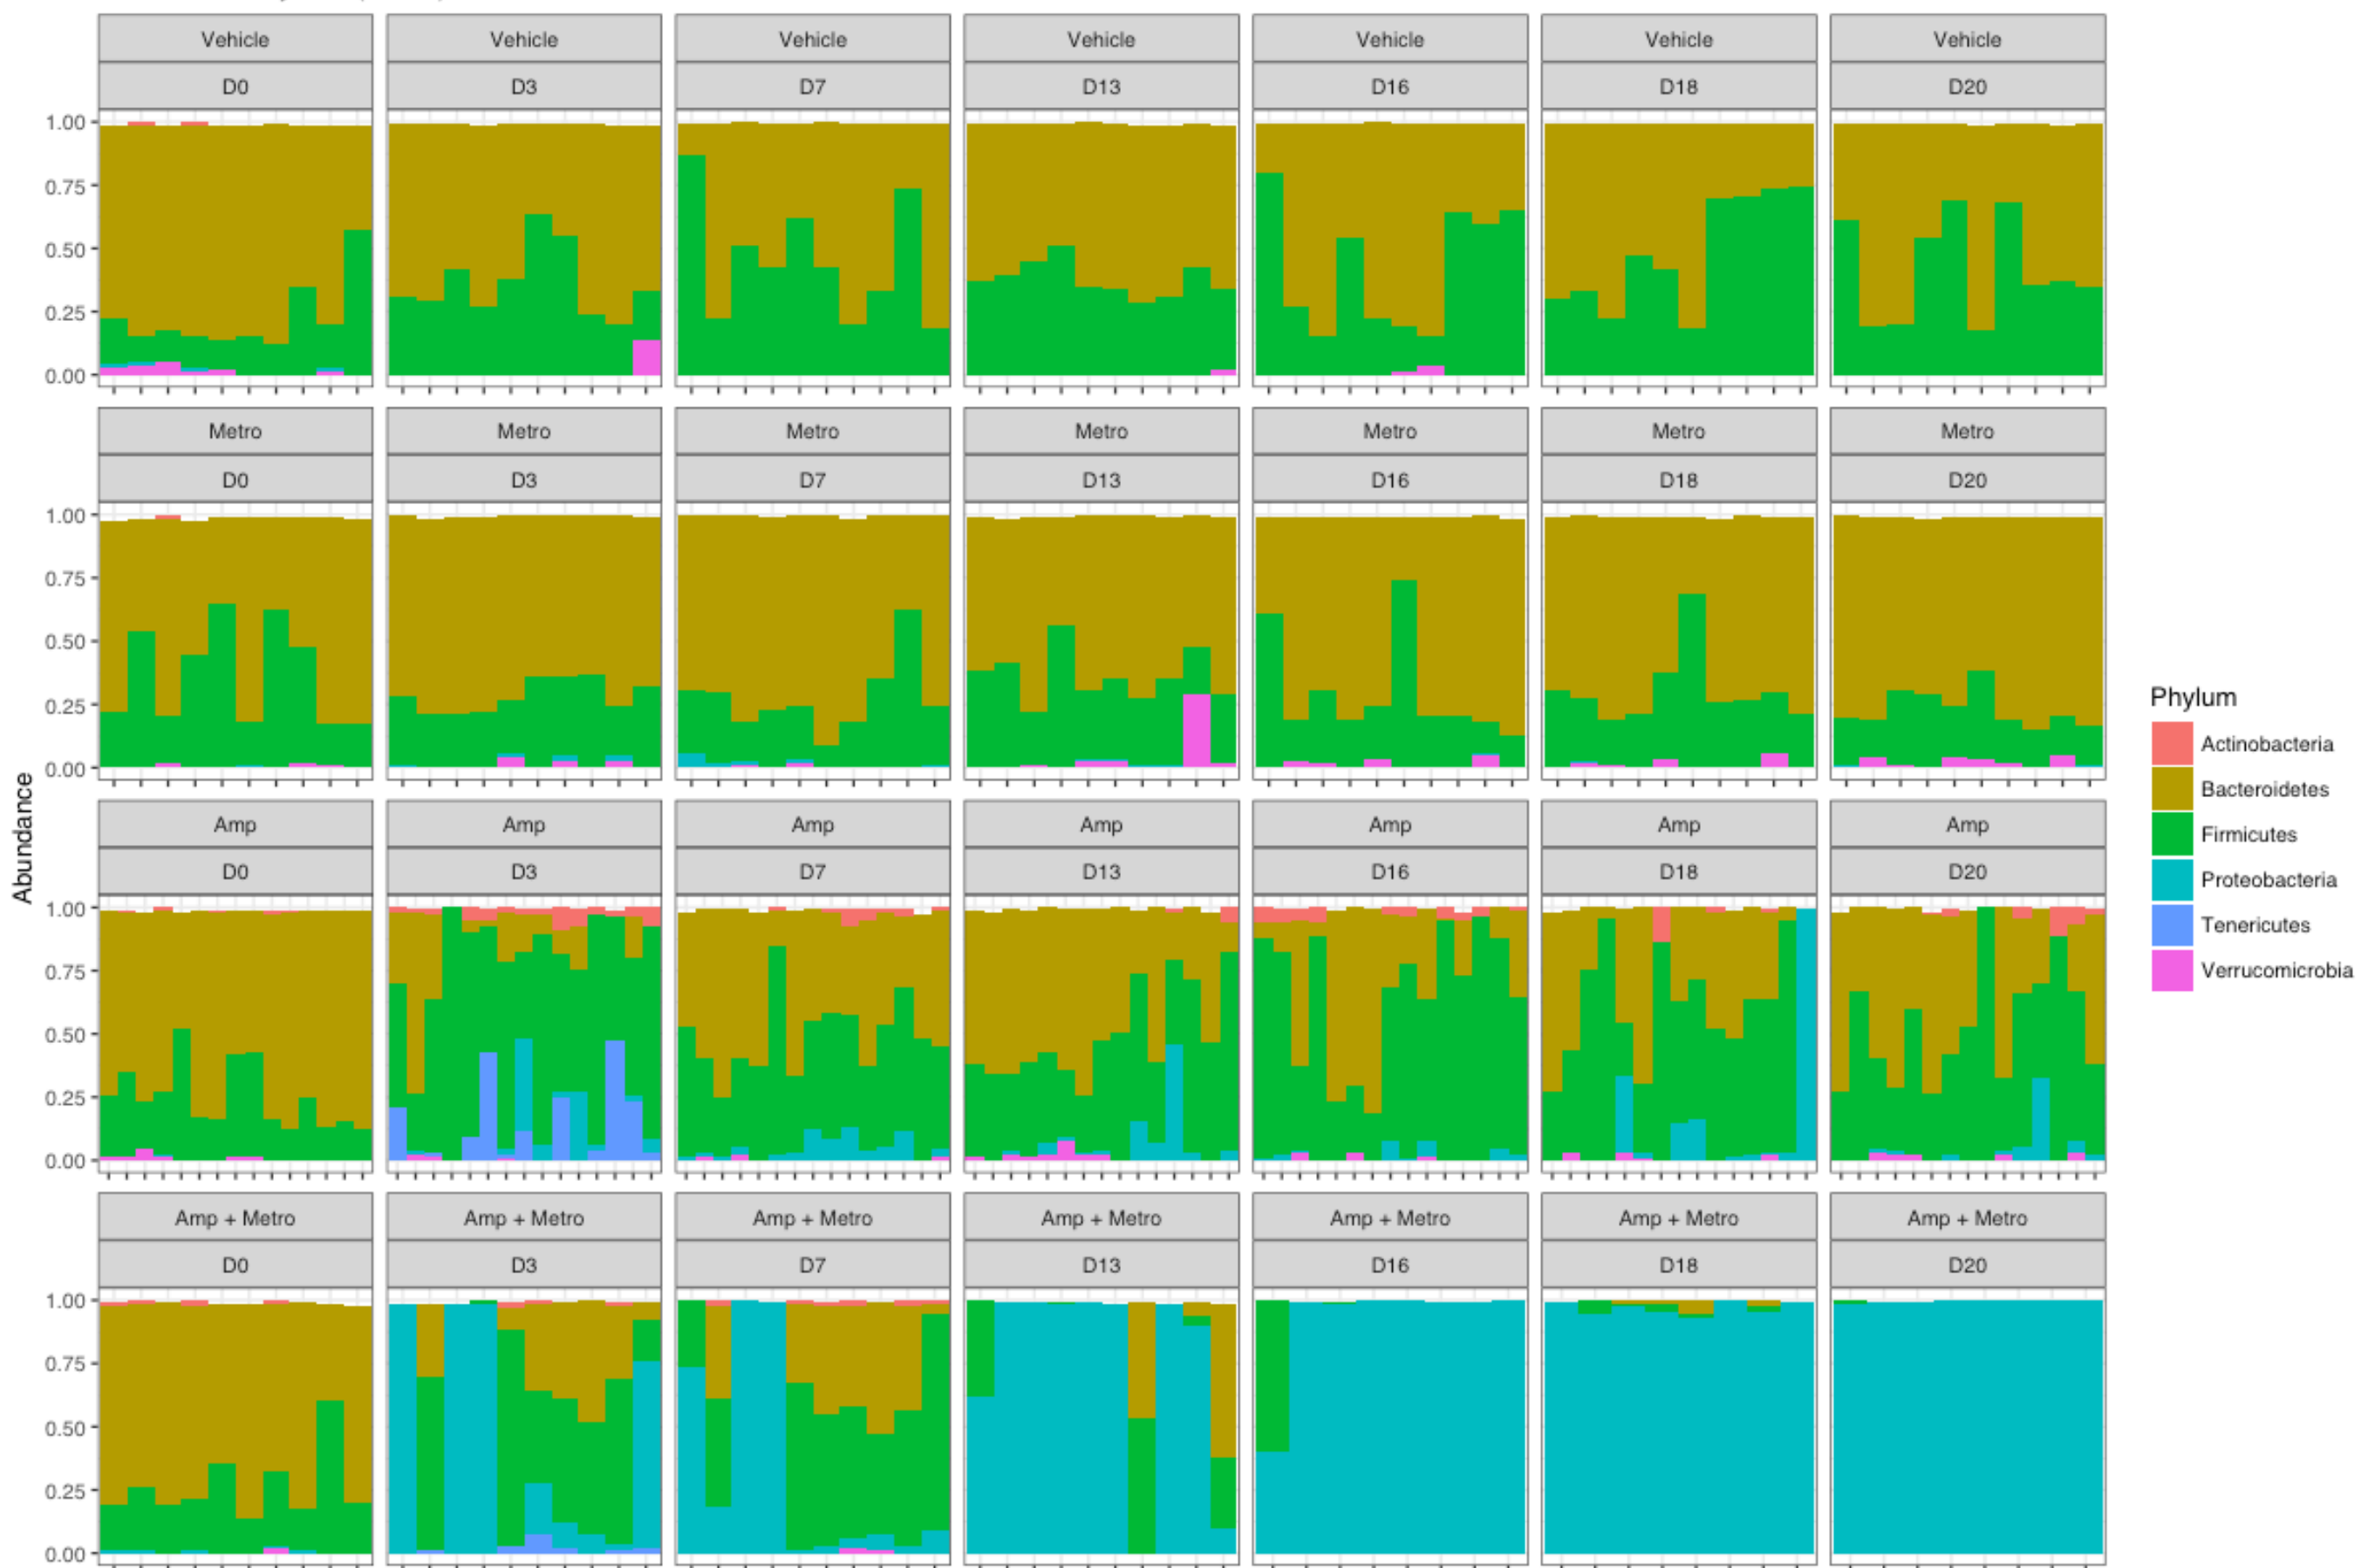 Vehicle Vehicle Vehicle Vehicle Vehicle Vehicle Vehicle
D0 D3 D7 D13 D16 D18 D20
1.00
0.75
0.50
0.25
0.00
Metro Metro Metro Metro Metro Metro Metro
D0 D3 D7 D13 D16 D18 D20
1.00
0.75
0.50
0.25
0.00
Abundance
Amp Amp Amp Amp Amp Amp Amp
D0 D3 D7 D13 D16 D18 D20
1.00
0.75
0.50
0.25
0.00
Amp + Metro Amp + Metro Amp + Metro Amp + Metro Amp + Metro Amp + Metro Amp + Metro
D0 D3 D7 D13 D16 D18 D20
1.00
0.75
0.50
0.25
0.00
Phylum
Actinobacteria
Bacteroidetes
Firmicutes
Proteobacteria
Tenericutes
Verrucomicrobia